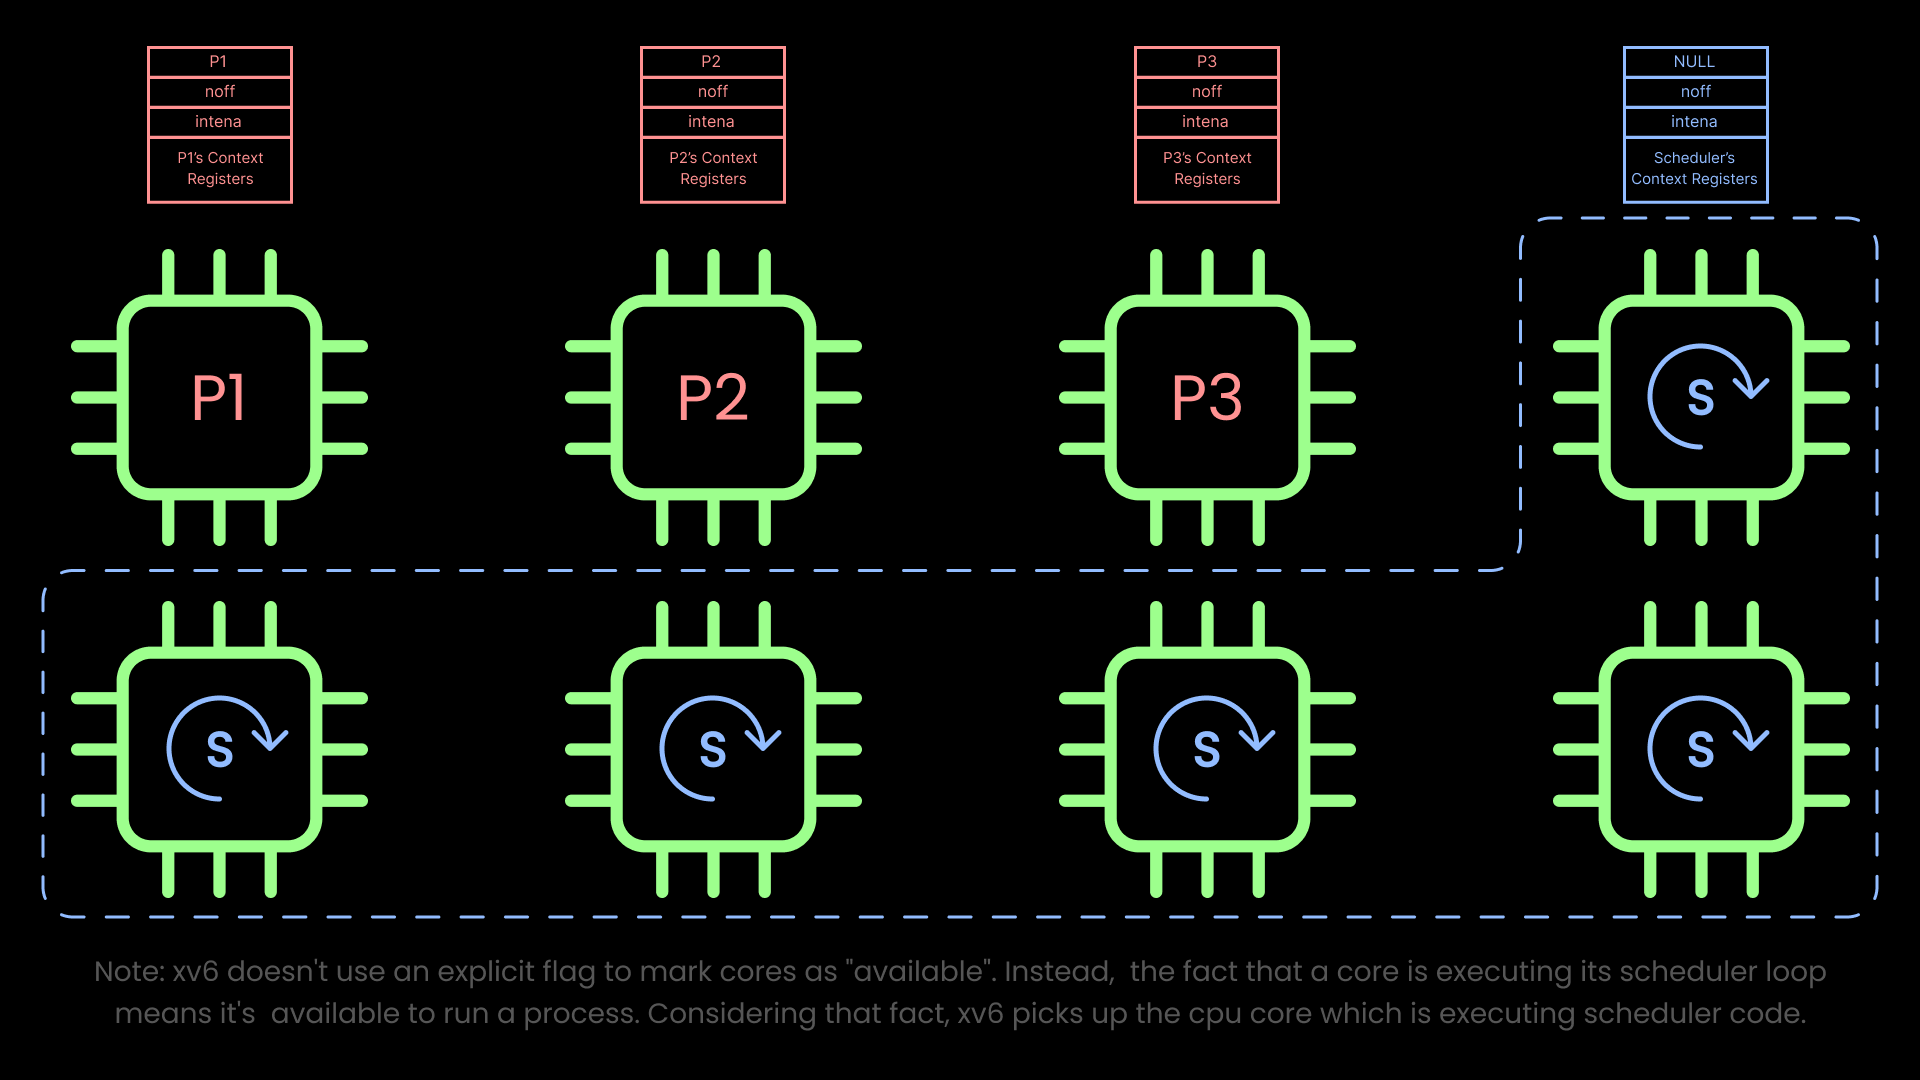 P1
noff
intena
P1's Context
Registers
P2
noff
intena
P2's Context
Registers
P3
noff
intena
P3's Context
Registers
NULL
noff
intena
Scheduler's
Context Registers
P1
P2
P3
S
S
S
S
S
Note: xv6 doesn't use an explicit flag to mark cores as "available". Instead,  the fact that a core is executing its scheduler loop
means it's  available to run a process. Considering that fact, xv6 picks up the cpu core which is executing scheduler code.